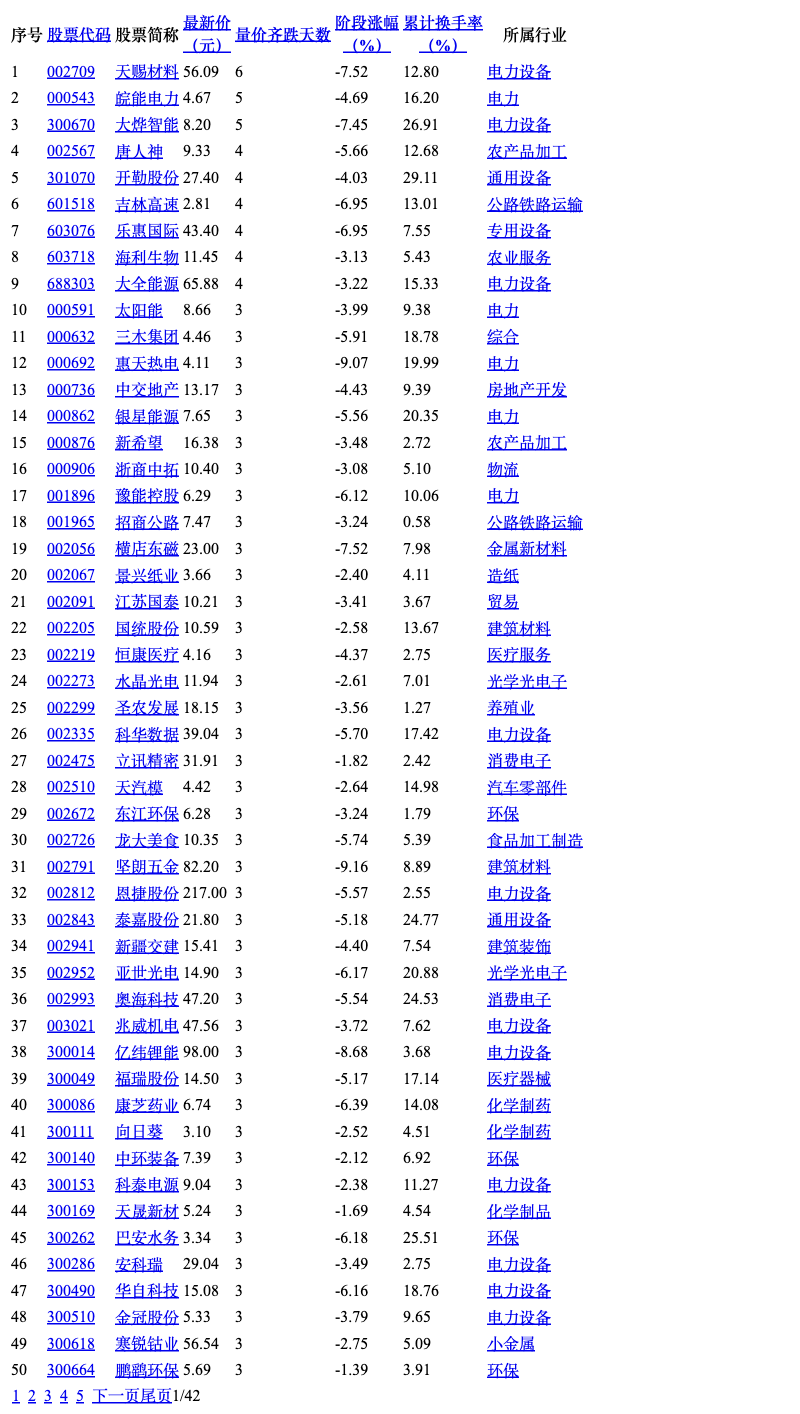 序号 股票代码 股票简称 最新价（元） 量价齐跌天数 阶段涨幅（%） 累计换手率（%） 所属行业
1 002709 天赐材料 56.09 6 -7.52 12.80 电力设备
2 000543 皖能电力 4.67 5 -4.69 16.20 电力
3 300670 大烨智能 8.20 5 -7.45 26.91 电力设备
4 002567 唐人神 9.33 4 -5.66 12.68 农产品加工
5 301070 开勒股份 27.40 4 -4.03 29.11 通用设备
6 601518 吉林高速 2.81 4 -6.95 13.01 公路铁路运输
7 603076 乐惠国际 43.40 4 -6.95 7.55 专用设备
8 603718 海利生物 11.45 4 -3.13 5.43 农业服务
9 688303 大全能源 65.88 4 -3.22 15.33 电力设备
10 000591 太阳能 8.66 3 -3.99 9.38 电力
11 000632 三木集团 4.46 3 -5.91 18.78 综合
12 000692 惠天热电 4.11 3 -9.07 19.99 电力
13 000736 中交地产 13.17 3 -4.43 9.39 房地产开发
14 000862 银星能源 7.65 3 -5.56 20.35 电力
15 000876 新希望 16.38 3 -3.48 2.72 农产品加工
16 000906 浙商中拓 10.40 3 -3.08 5.10 物流
17 001896 豫能控股 6.29 3 -6.12 10.06 电力
18 001965 招商公路 7.47 3 -3.24 0.58 公路铁路运输
19 002056 横店东磁 23.00 3 -7.52 7.98 金属新材料
20 002067 景兴纸业 3.66 3 -2.40 4.11 造纸
21 002091 江苏国泰 10.21 3 -3.41 3.67 贸易
22 002205 国统股份 10.59 3 -2.58 13.67 建筑材料
23 002219 恒康医疗 4.16 3 -4.37 2.75 医疗服务
24 002273 水晶光电 11.94 3 -2.61 7.01 光学光电子
25 002299 圣农发展 18.15 3 -3.56 1.27 养殖业
26 002335 科华数据 39.04 3 -5.70 17.42 电力设备
27 002475 立讯精密 31.91 3 -1.82 2.42 消费电子
28 002510 天汽模 4.42 3 -2.64 14.98 汽车零部件
29 002672 东江环保 6.28 3 -3.24 1.79 环保
30 002726 龙大美食 10.35 3 -5.74 5.39 食品加工制造
31 002791 坚朗五金 82.20 3 -9.16 8.89 建筑材料
32 002812 恩捷股份 217.00 3 -5.57 2.55 电力设备
33 002843 泰嘉股份 21.80 3 -5.18 24.77 通用设备
34 002941 新疆交建 15.41 3 -4.40 7.54 建筑装饰
35 002952 亚世光电 14.90 3 -6.17 20.88 光学光电子
36 002993 奥海科技 47.20 3 -5.54 24.53 消费电子
37 003021 兆威机电 47.56 3 -3.72 7.62 电力设备
38 300014 亿纬锂能 98.00 3 -8.68 3.68 电力设备
39 300049 福瑞股份 14.50 3 -5.17 17.14 医疗器械
40 300086 康芝药业 6.74 3 -6.39 14.08 化学制药
41 300111 向日葵 3.10 3 -2.52 4.51 化学制药
42 300140 中环装备 7.39 3 -2.12 6.92 环保
43 300153 科泰电源 9.04 3 -2.38 11.27 电力设备
44 300169 天晟新材 5.24 3 -1.69 4.54 化学制品
45 300262 巴安水务 3.34 3 -6.18 25.51 环保
46 300286 安科瑞 29.04 3 -3.49 2.75 电力设备
47 300490 华自科技 15.08 3 -6.16 18.76 电力设备
48 300510 金冠股份 5.33 3 -3.79 9.65 电力设备
49 300618 寒锐钴业 56.54 3 -2.75 5.09 小金属
50 300664 鹏鹞环保 5.69 3 -1.39 3.91 环保
1 2 3 4 5 下一页尾页1/42